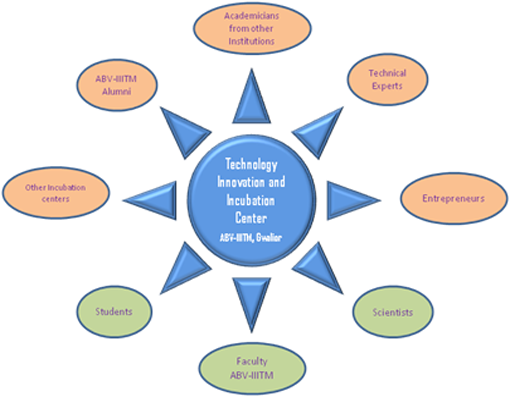 Academicians
from other
Institutions
ABV-IIITM
Alumni
Technical
Experts
Technology
Innovation and
Incubation
Center
ABV-IIITM, Gwalior
Other Incubation
centers
Entrepreneurs
Students
Scientists
Faculty
ABV-IIITM